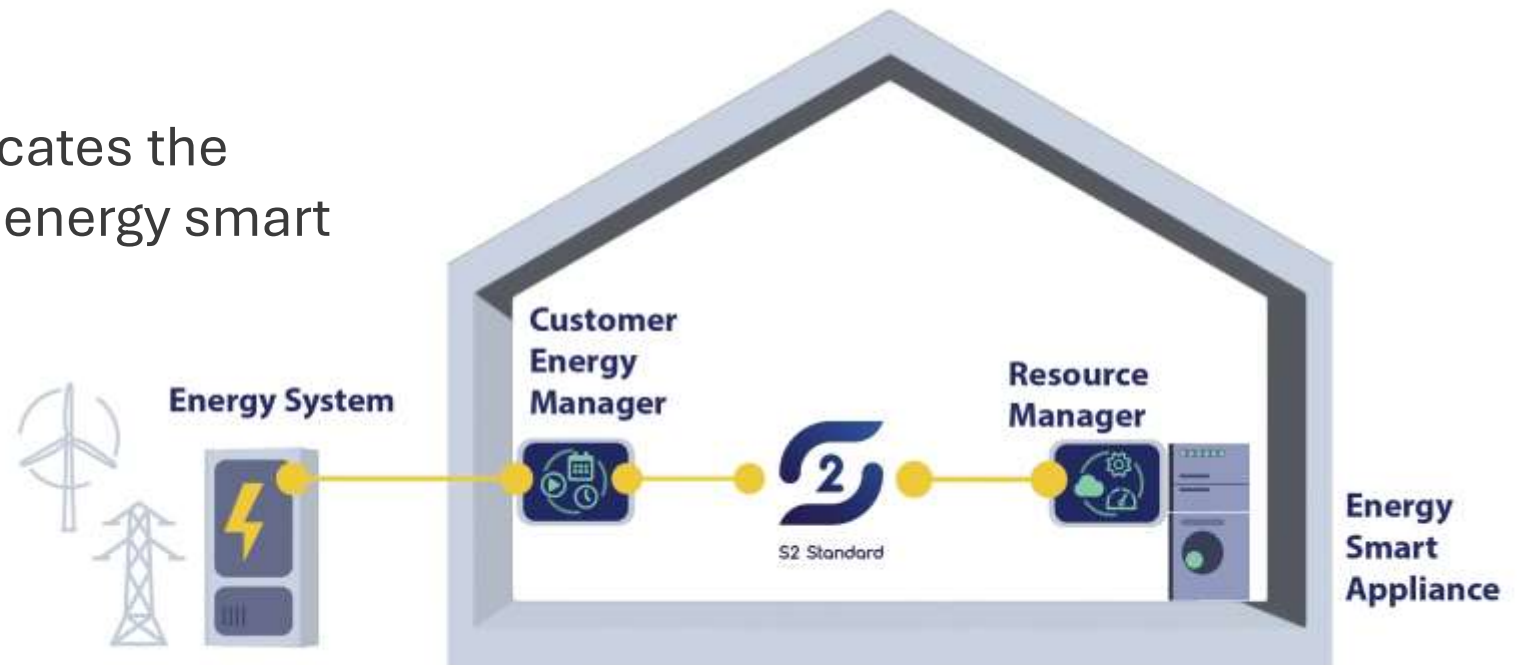 cates the
energy smart
Customer
Energy
Manager
Energy System
Resource
Manager
2
S2 Standard
Energy
Smart
Appliance